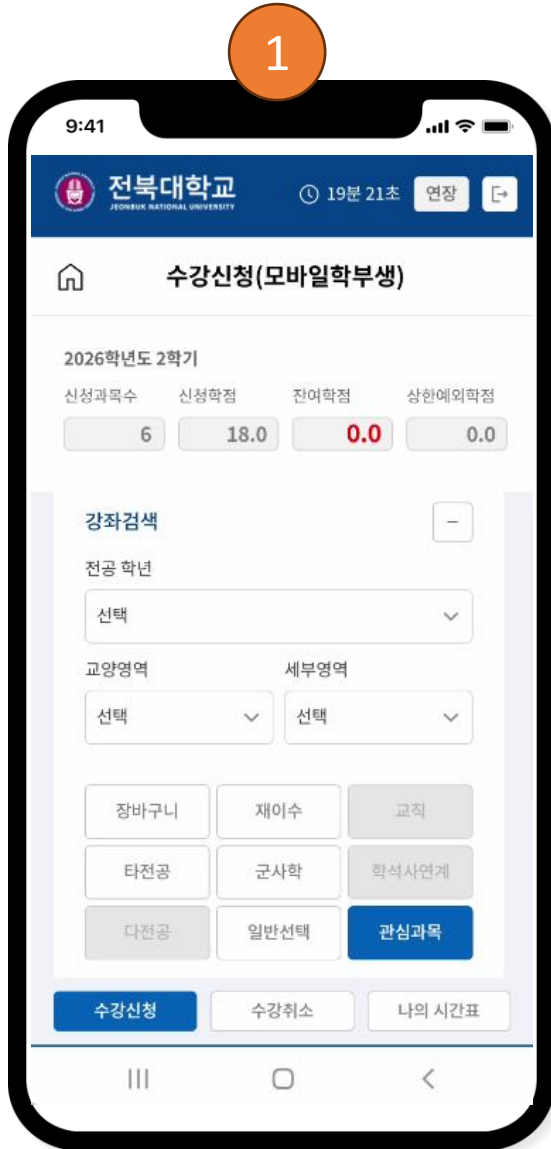 1
9:41
전북대학교
JEONBUK NATIONAL UNIVERSITY
19분 21초 연장
수강신청(모바일학부생)
2026학년도 2학기
신청과목수 신청학점 잔여학점 상한예외학점
6 18.0 0.0 0.0
강좌검색
전공 학년
선택
교양영역 세부영역
선택 선택
장바구니 재이수 교직
타전공 군사학 학석사연계
다전공 일반선택 관심과목
수강신청 수강취소 나의 시간표